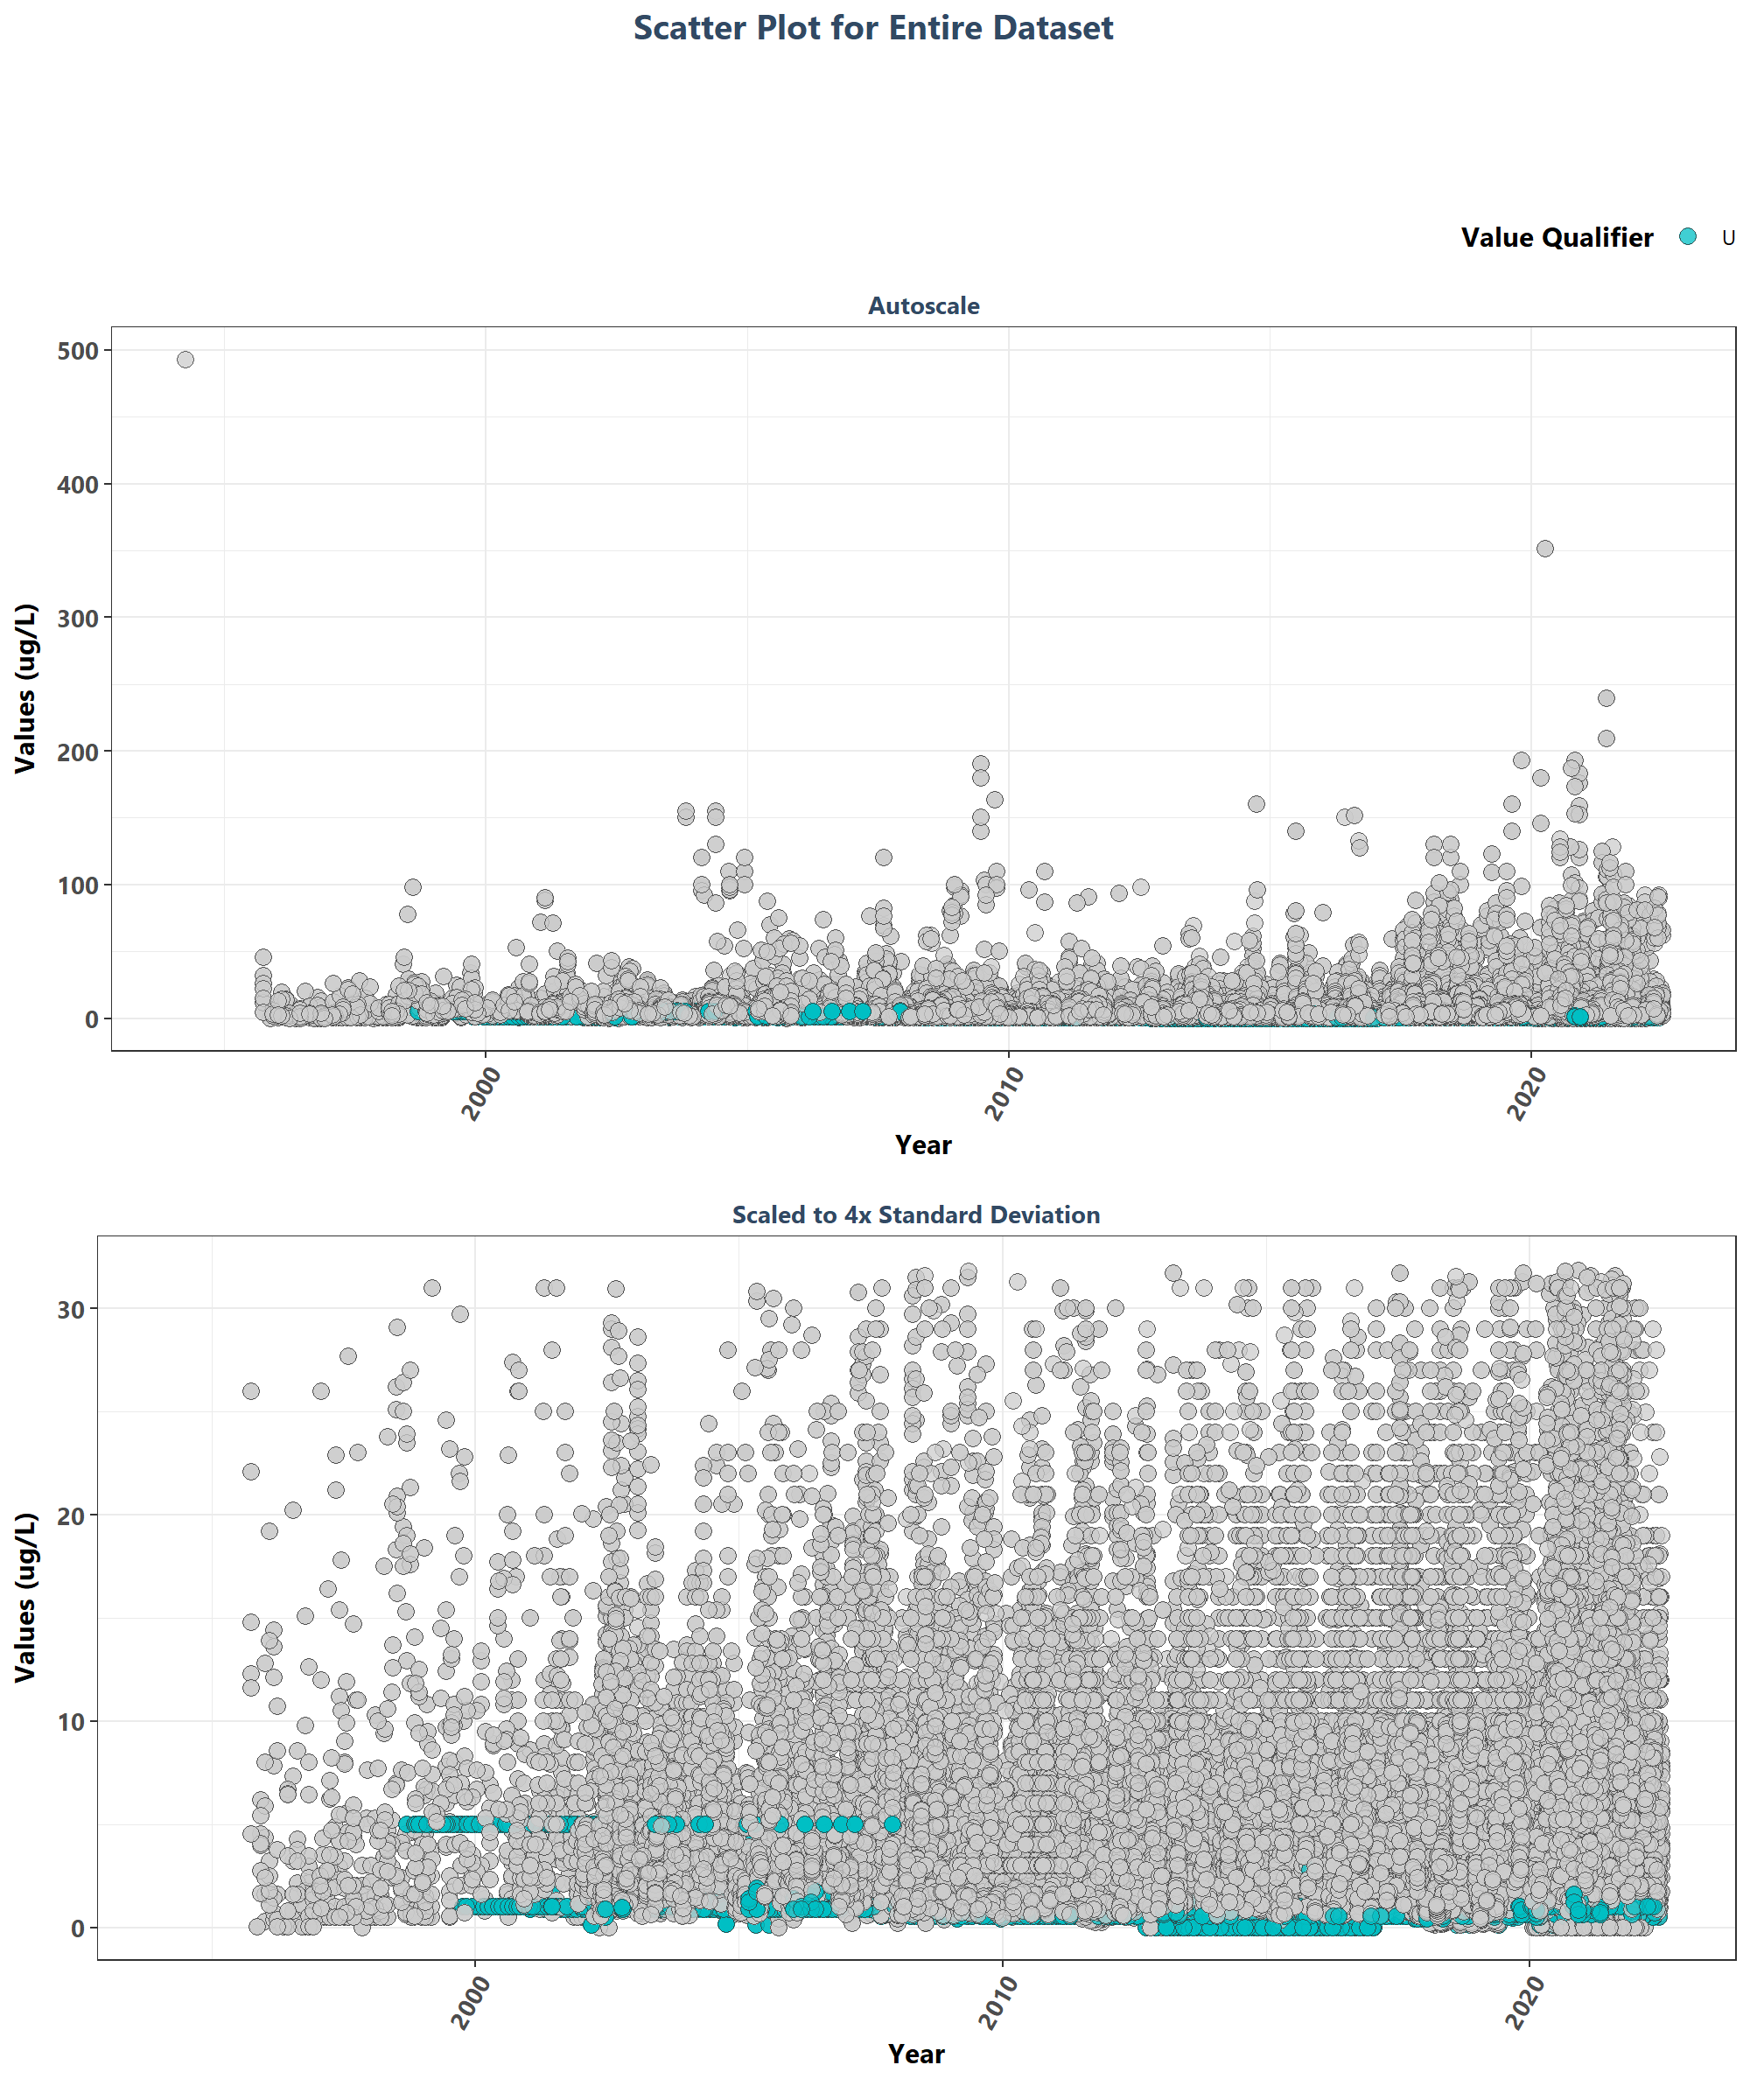 Scatter Plot for Entire Dataset
Value Qualifier U
Autoscale
500
400
300
200
100
0
Values (ug/L)
2000 2010 2020
Year
Scaled to 4x Standard Deviation
30
20
10
0
Values (ug/L)
2000 2010 2020
Year